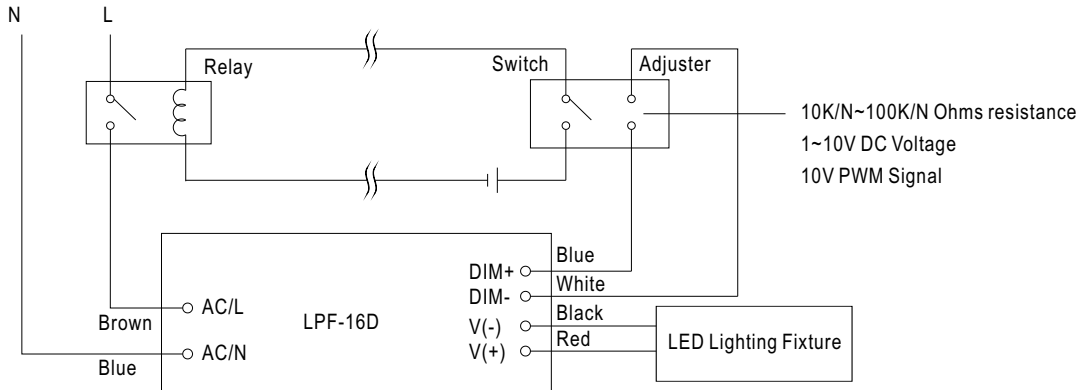 N
L
Relay
Switch
Adjuster
10K/N~100K/N Ohms resistance
1~10V DC Voltage
10V PWM Signal
Blue
DIM+
White
DIM-
Black
V(-)
Red
V(+)
LED Lighting Fixture
LPF-16D
AC/L
Brown
AC/N
Blue